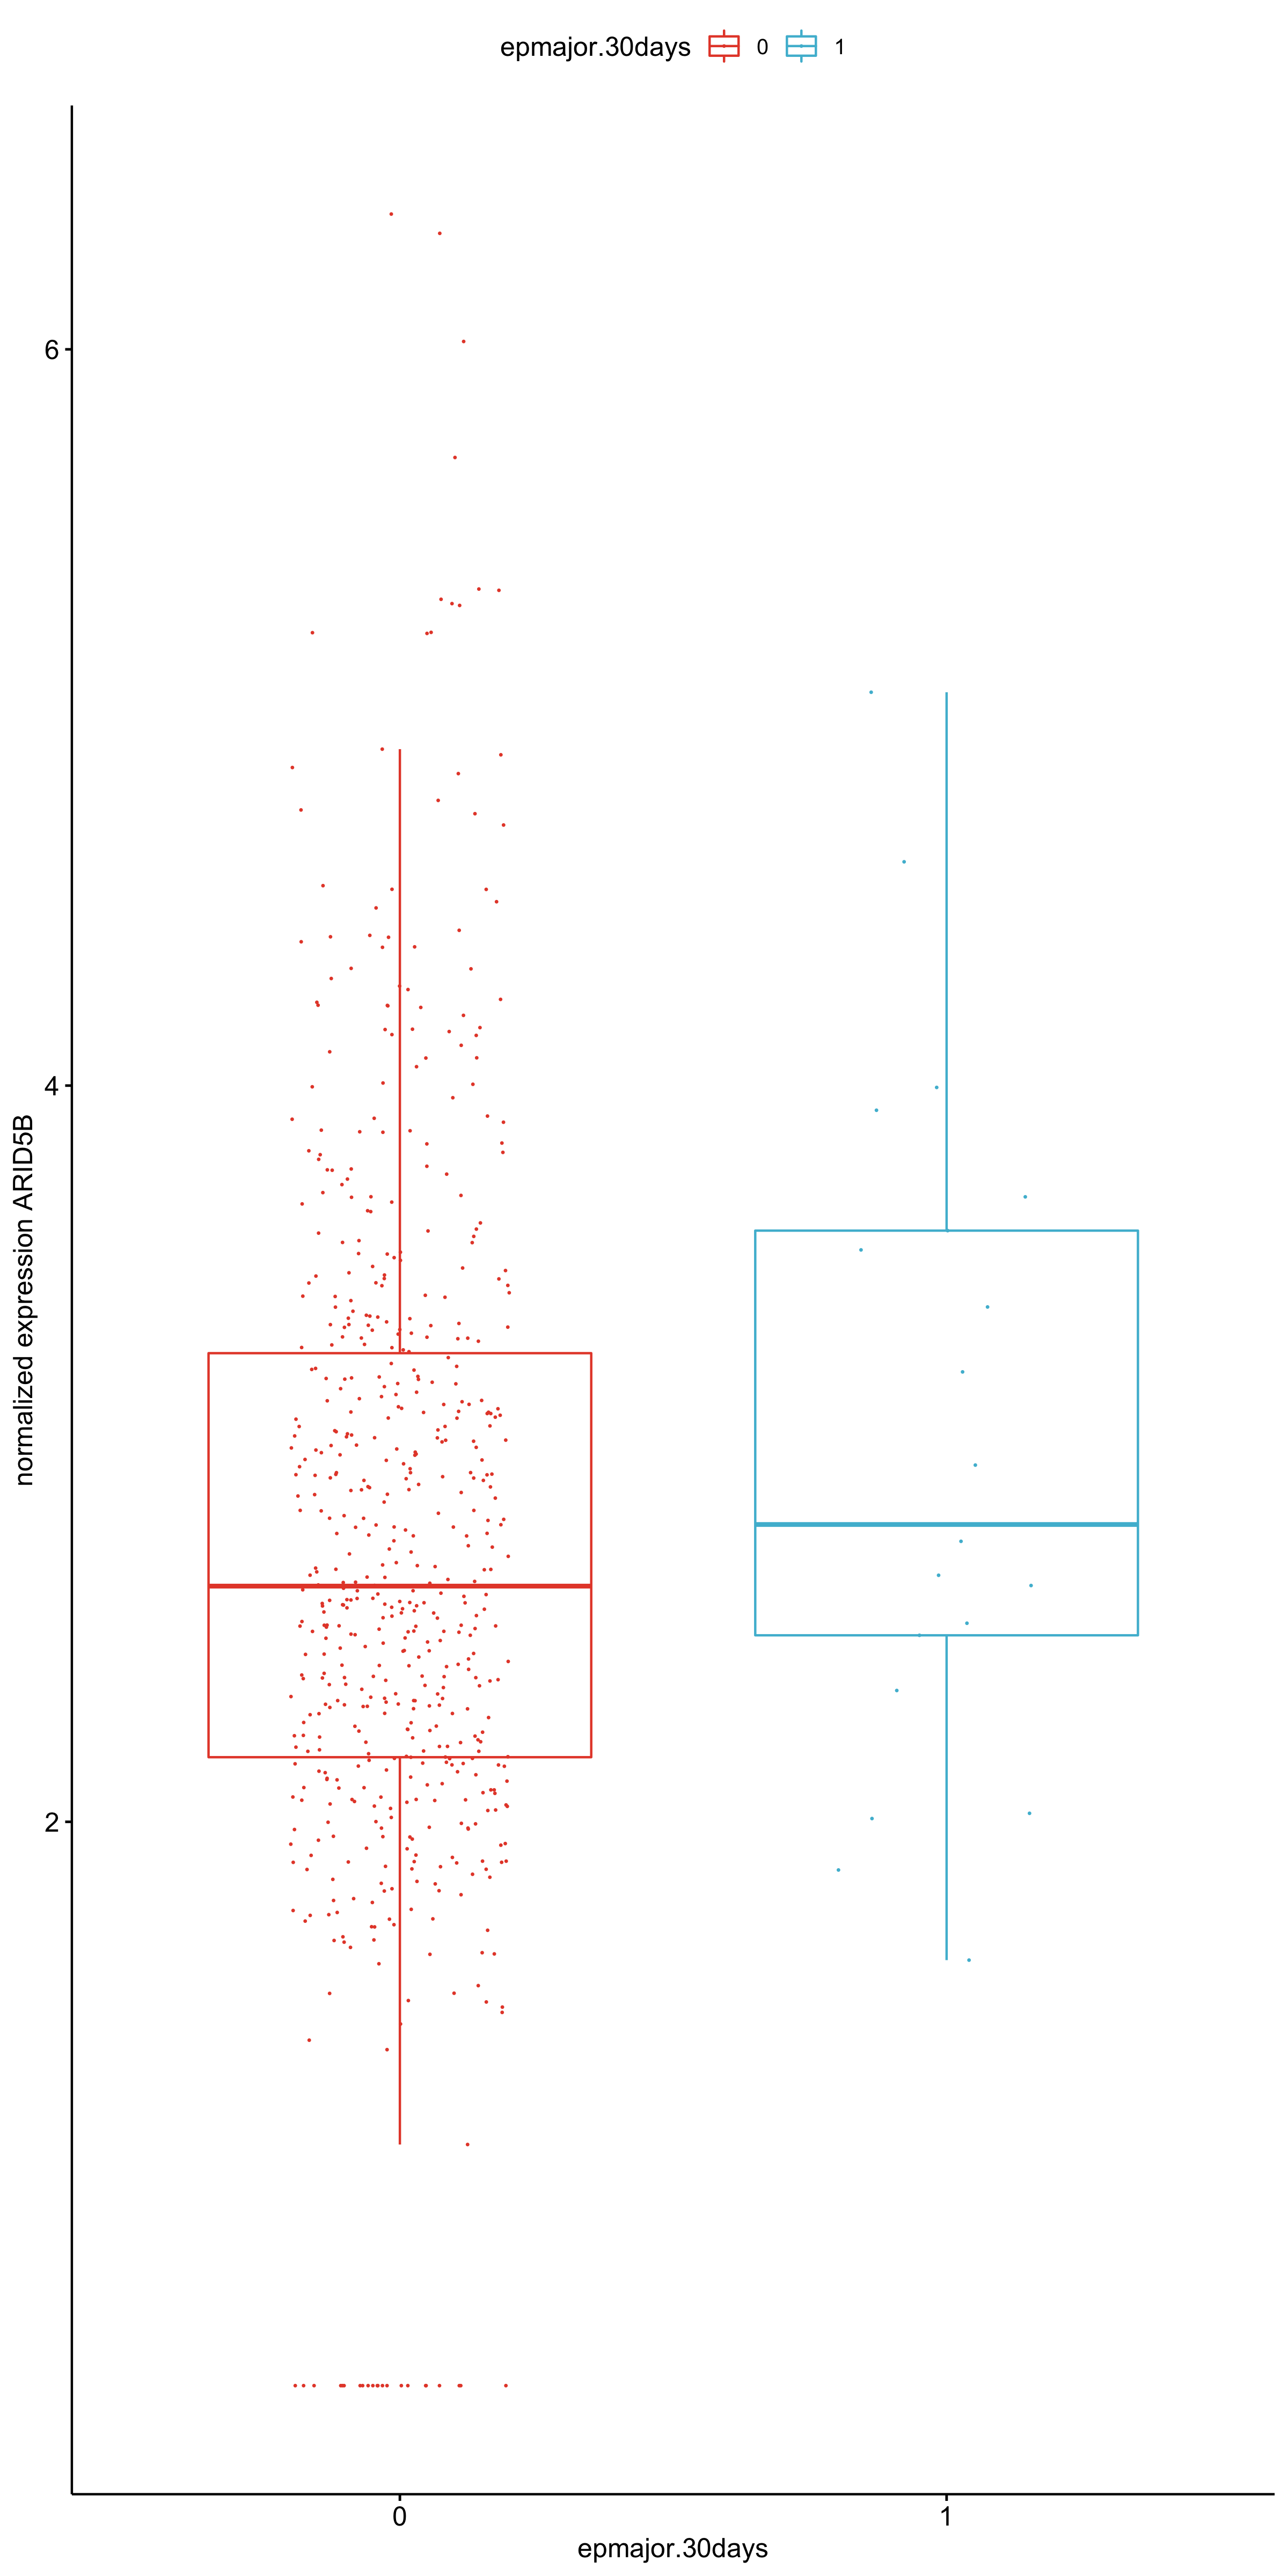 epmajor.30days 0 1
normalized expression ARID5B
6
4
2
0 1
epmajor.30days